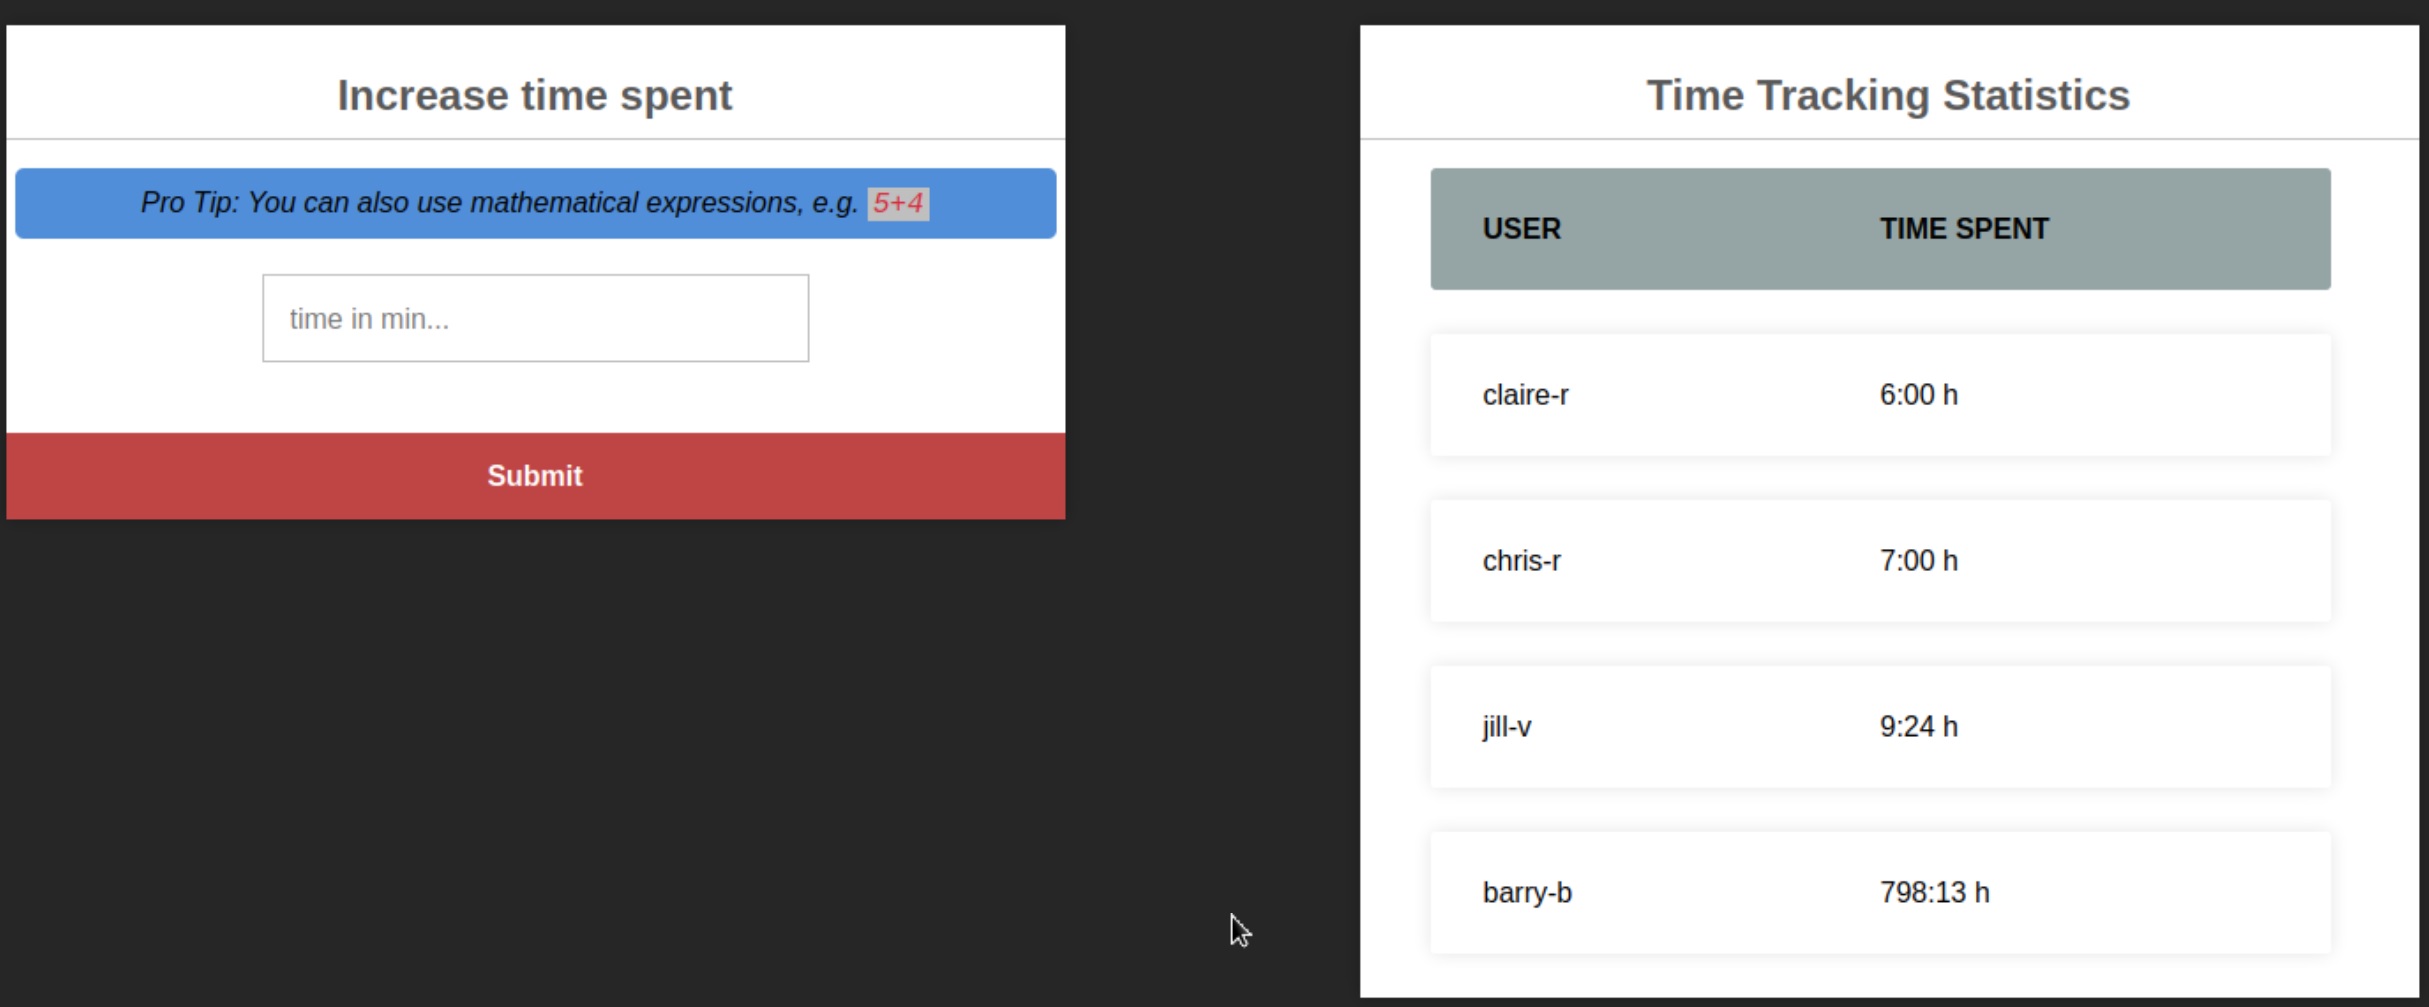 Increase time spent
Pro Tip: You can also use mathematical expressions, e.g. 5+4
time in min...
Submit
Time Tracking Statistics
USER TIME SPENT
claire-r 6:00 h
chris-r 7:00 h
jill-v 9:24 h
barry-b 798:13 h